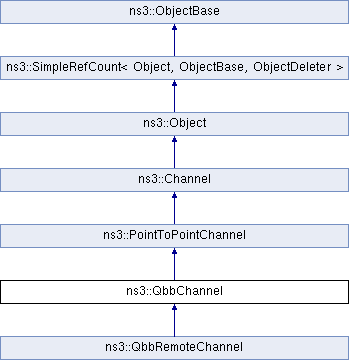 ns3::ObjectBase
ns3::SimpleRefCount< Object, ObjectBase, ObjectDeleter >
ns3::Object
ns3::Channel
ns3::PointToPointChannel
ns3::QbbChannel
ns3::QbbRemoteChannel